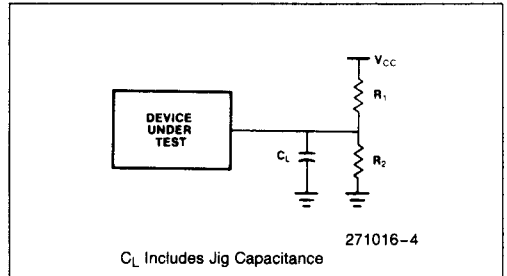 V_CC
R_1
DEVICE
UNDER
TEST
C_L
R_2
271016–4
C_L Includes Jig Capacitance